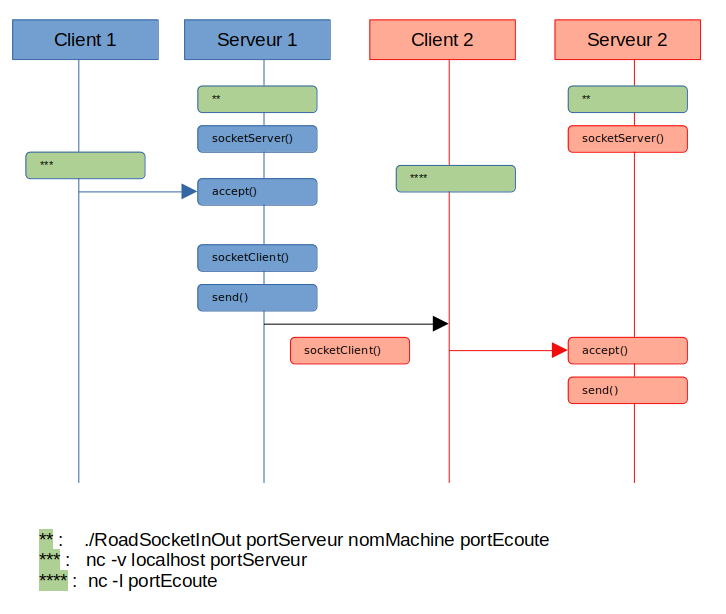 Client 1
Serveur 1
Client 2
Serveur 2
**
**
socketServer()
socketServer()
***
****
accept()
socketClient()
send()
socketClient()
accept()
send()
** : ./RoadSocketInOut portServeur nomMachine portEcoute
*** : nc -v localhost portServeur
**** : nc -l portEcoute